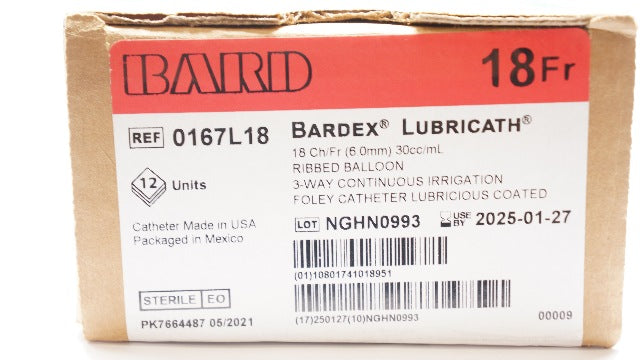 BARD
18Fr
REF 0167L18
BARDEX® LUBRICATH®
18 Ch/Fr (6.0mm) 30cc/mL
RIBBED BALLOON
3-WAY CONTINUOUS IRRIGATION
FOLEY CATHETER LUBRICIOUS COATED
12 Units
Catheter Made in USA
Packaged in Mexico
LOT NGHN0993 USE BY 2025-01-27
(01)10801741018951
STERILE EO
(17)250127(10)NGHN0993
00009
PK7664487 05/2021